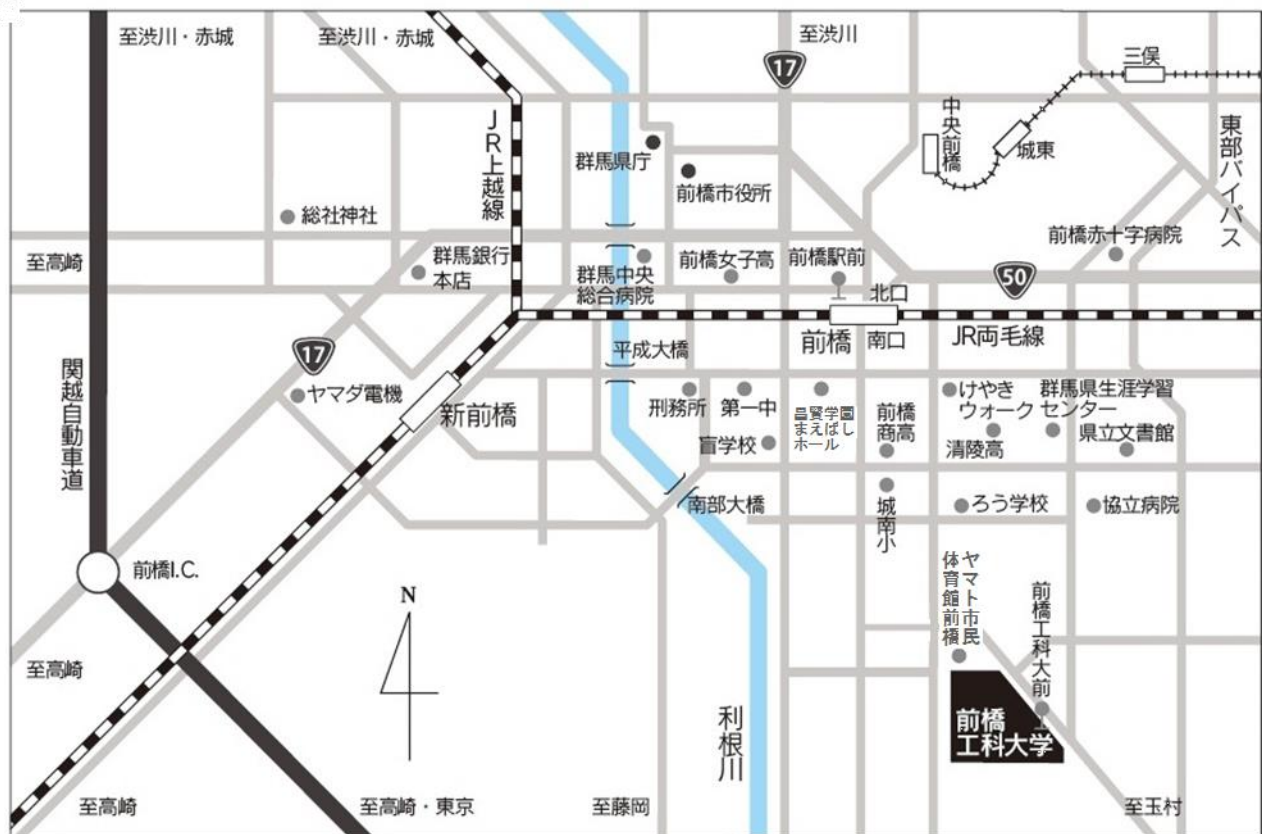 至渋川・赤城
至渋川・赤城
至渋川
17
三俣
中央前橋
城東
東部バイパス
JR上越線
群馬県庁
前橋市役所
総社神社
至高崎
群馬銀行
本店
群馬中央
総合病院
前橋女子高
前橋駅前
前橋赤十字病院
50
北口
前橋
南口
JR両毛線
17
平成大橋
関越自動車道
ヤマダ電機
新前橋
刑務所
第一中
昌賢学園
まえばし
ホール
盲学校
前橋
商高
けやき
ウォーク
群馬県生涯学習
センター
清陵高
県立文書館
南部大橋
城南小
ろう学校
協立病院
前橋I.C.
N
ヤマト市民
体育館前橋
前橋工科大前
至高崎
利根川
前橋
工科大学
至高崎
至高崎・東京
至藤岡
至玉村